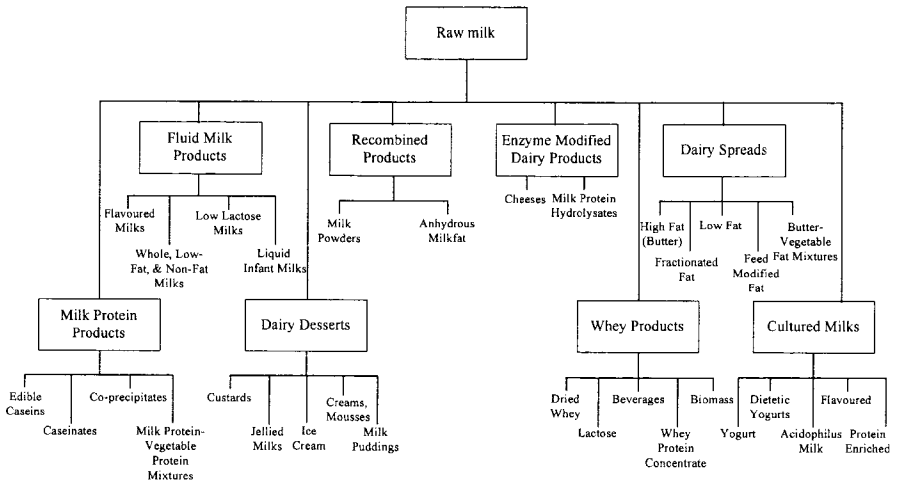 Raw milk
Fluid Milk
Products
Recombined
Products
Enzyme Modified
Dairy Products
Dairy Spreads
Flavoured
Milks
Whole, Low-
Fat, & Non-Fat
Milks
Low Lactose
Milks
Liquid
Infant Milks
Milk
Powders
Anhydrous
Milkfat
Cheeses
Milk Protein
Hydrolysates
High Fat
(Butter)
Fractionated
Fat
Low Fat
Feed
Modified
Fat
Butter-
Vegetable
Fat Mixtures
Milk Protein
Products
Dairy Desserts
Whey Products
Cultured Milks
Edible
Caseins
Caseinates
Co-precipitates
Milk Protein-
Vegetable
Protein
Mixtures
Custards
Jellied
Milks
Ice
Cream
Creams,
Mousses
Milk
Puddings
Dried
Whey
Lactose
Beverages
Whey
Protein
Concentrate
Biomass
Yogurt
Dietetic
Yogurts
Acidophilus
Milk
Flavoured
Protein
Enriched